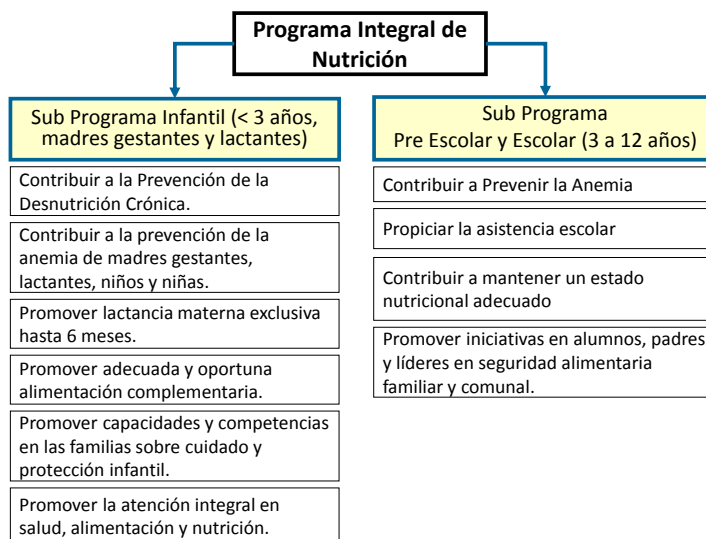 Programa Integral de
Nutrición
Sub Programa Infantil (< 3 años,
madres gestantes y lactantes)
Contribuir a la Prevención de la
Desnutrición Crónica.
Contribuir a la prevención de la
anemia de madres gestantes,
lactantes, niños y niñas.
Promover lactancia materna exclusiva
hasta 6 meses.
Promover adecuada y oportuna
alimentación complementaria.
Promover capacidades y competencias
en las familias sobre cuidado y
protección infantil.
Promover la atención integral en
salud, alimentación y nutrición.
Sub Programa
Pre Escolar y Escolar (3 a 12 años)
Contribuir a Prevenir la Anemia
Propiciar la asistencia escolar
Contribuir a mantener un estado
nutricional adecuado
Promover iniciativas en alumnos, padres
y líderes en seguridad alimentaria
familiar y comunal.